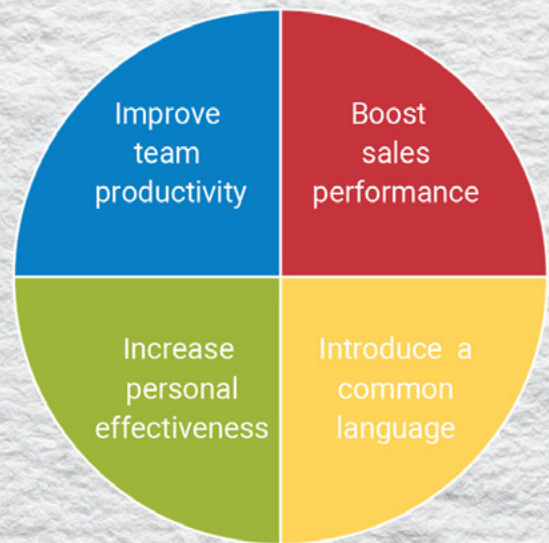 Improve
team
productivity
Boost
sales
performance
Increase
personal
effectiveness
Introduce a
common
language